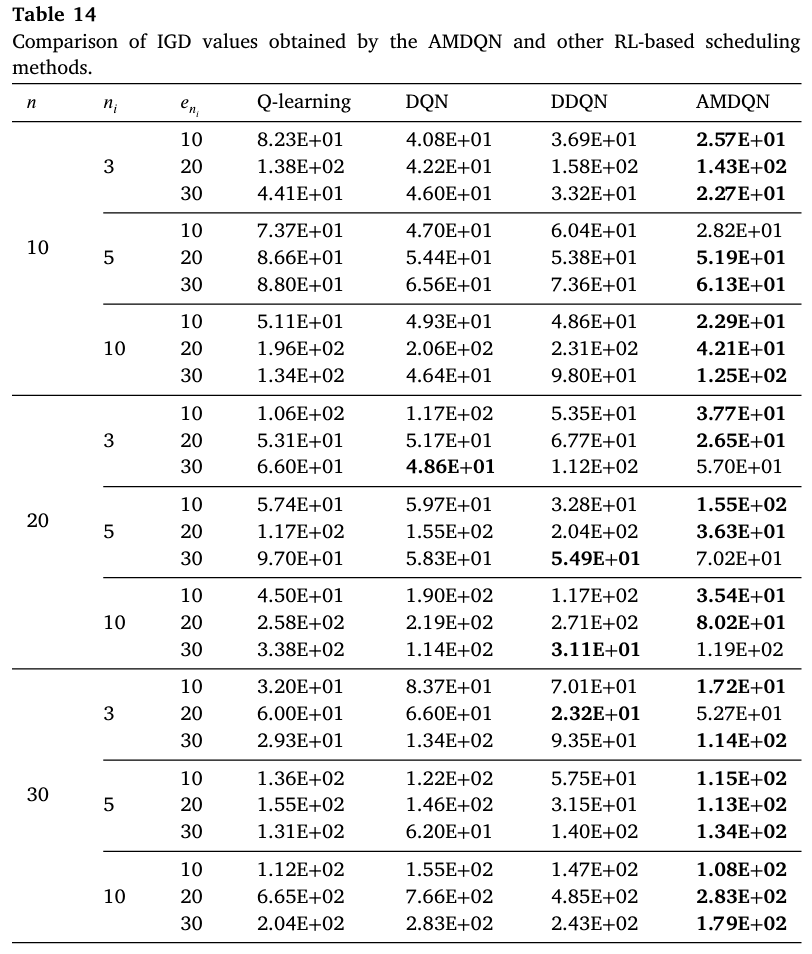 Table 14
Comparison of IGD values obtained by the AMDQN and other RL-based scheduling
methods.
n n_i e_{n_i} Q-learning DQN DDQN AMDQN
10 8.23E+01 4.08E+01 3.69E+01 2.57E+01
3 20 1.38E+02 4.22E+01 1.58E+02 1.43E+02
30 4.41E+01 4.60E+01 3.32E+01 2.27E+01
10 7.37E+01 4.70E+01 6.04E+01 2.82E+01
10 5 20 8.66E+01 5.44E+01 5.38E+01 5.19E+01
30 8.80E+01 6.56E+01 7.36E+01 6.13E+01
10 5.11E+01 4.93E+01 4.86E+01 2.29E+01
10 20 1.96E+02 2.06E+02 2.31E+02 4.21E+01
30 1.34E+02 4.64E+01 9.80E+01 1.25E+02
10 1.06E+02 1.17E+02 5.35E+01 3.77E+01
3 20 5.31E+01 5.17E+01 6.77E+01 2.65E+01
30 6.60E+01 4.86E+01 1.12E+02 5.70E+01
10 5.74E+01 5.97E+01 3.28E+01 1.55E+02
20 5 20 1.17E+02 1.55E+02 2.04E+02 3.63E+01
30 9.70E+01 5.83E+01 5.49E+01 7.02E+01
10 4.50E+01 1.90E+02 1.17E+02 3.54E+01
10 20 2.58E+02 2.19E+02 2.71E+02 8.02E+01
30 3.38E+02 1.14E+02 3.11E+01 1.19E+02
10 3.20E+01 8.37E+01 7.01E+01 1.72E+01
3 20 6.00E+01 6.60E+01 2.32E+01 5.27E+01
30 2.93E+01 1.34E+02 9.35E+01 1.14E+02
10 1.36E+02 1.22E+02 5.75E+01 1.15E+02
30 5 20 1.55E+02 1.46E+02 3.15E+01 1.13E+02
30 1.31E+02 6.20E+01 1.40E+02 1.34E+02
10 1.12E+02 1.55E+02 1.47E+02 1.08E+02
10 20 6.65E+02 7.66E+02 4.85E+02 2.83E+02
30 2.04E+02 2.83E+02 2.43E+02 1.79E+02